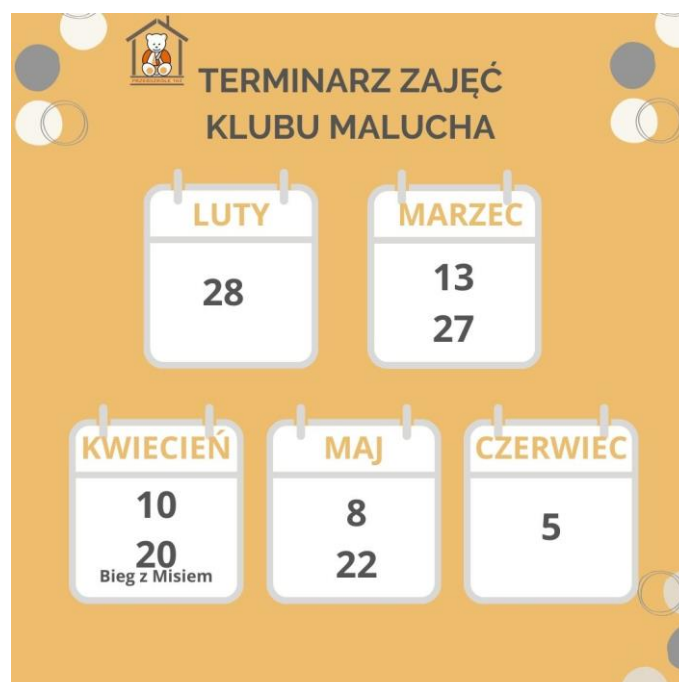 TERMINARZ ZAJĘĆ
KLUBU MALUCHA
LUTY
28
MARZEC
13
27
KWIECIEŃ
10
20
Bieg z Misiem
MAJ
8
22
CZERWIEC
5